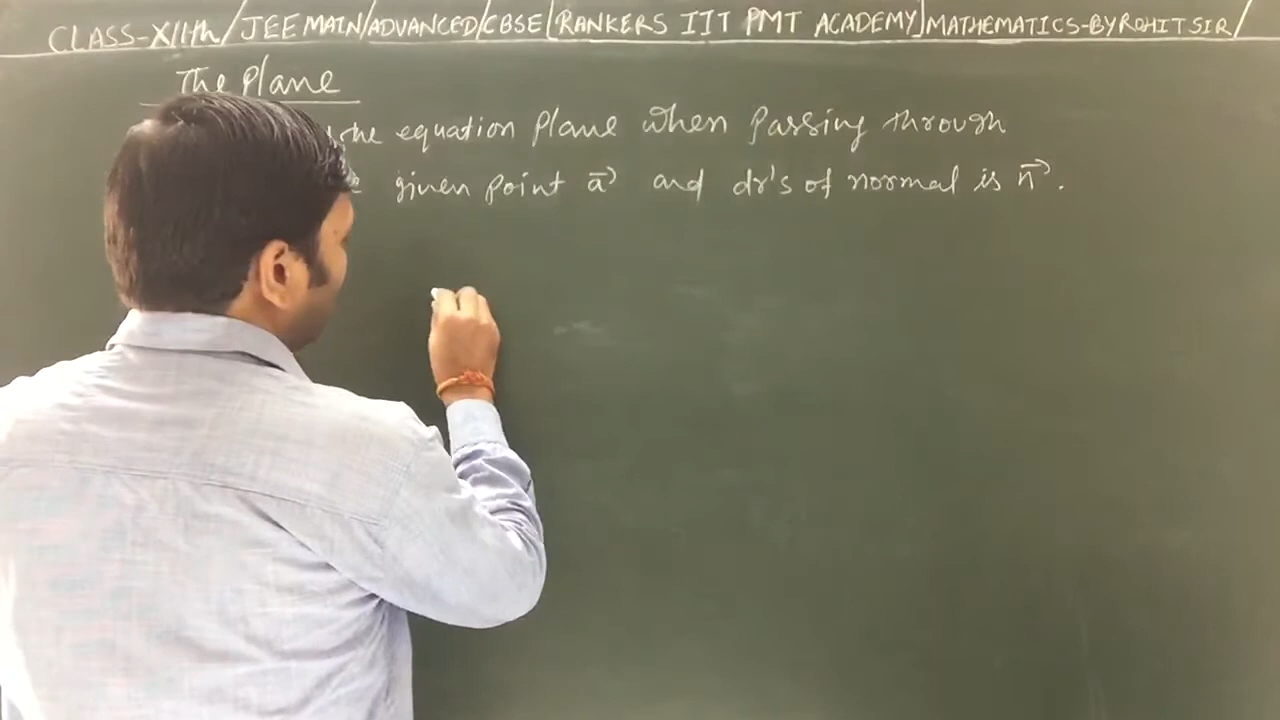 CLASS-XIIth/JEE MAIN/ADVANCED/CBSE[RANKERS IIT PMT ACADEMY]MATHEMATICS-BY ROHIT SIR/
The Plane
the equation Plane when Passing through
given point a⃗ and dr's of normal is n⃗.